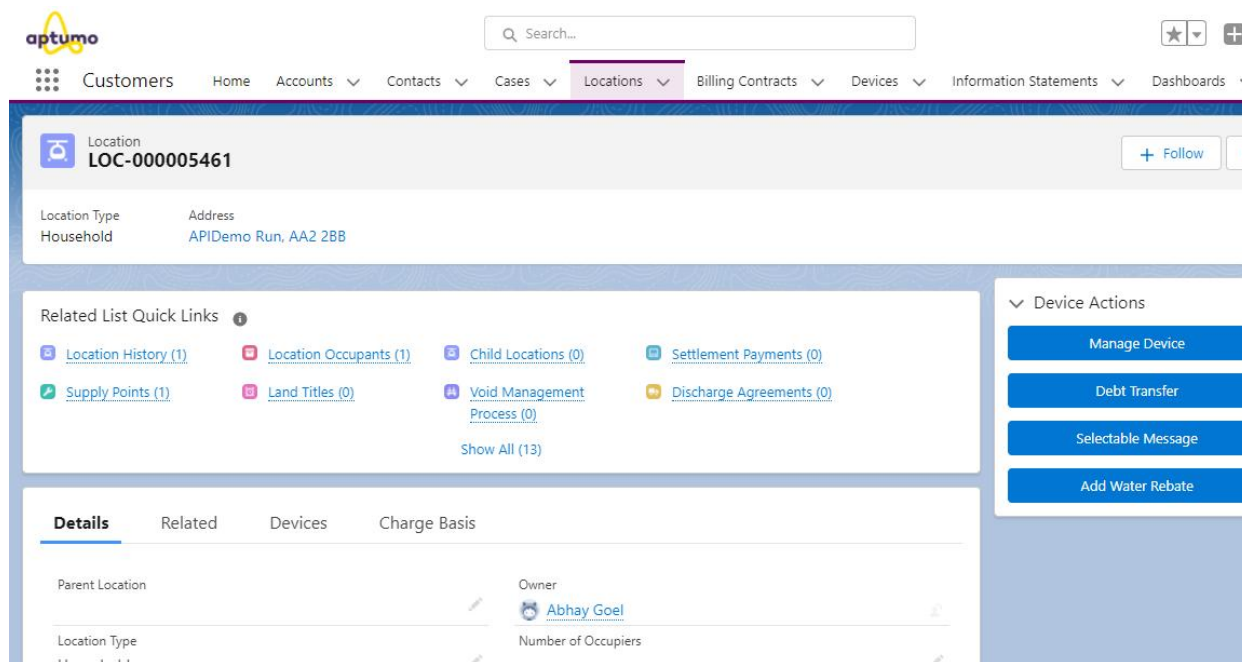 aptumo
Search...
Customers Home Accounts Contacts Cases Locations Billing Contracts Devices Information Statements Dashboards
Location
LOC-000005461
+ Follow
Location Type Address
Household APIDemo Run, AA2 2BB
Related List Quick Links
Location History (1) Location Occupants (1) Child Locations (0) Settlement Payments (0)
Supply Points (1) Land Titles (0) Void Management Discharge Agreements (0)
Process (0)
Show All (13)
Device Actions
Manage Device
Debt Transfer
Selectable Message
Add Water Rebate
Details Related Devices Charge Basis
Parent Location Owner
Abhay Goel
Location Type Number of Occupiers